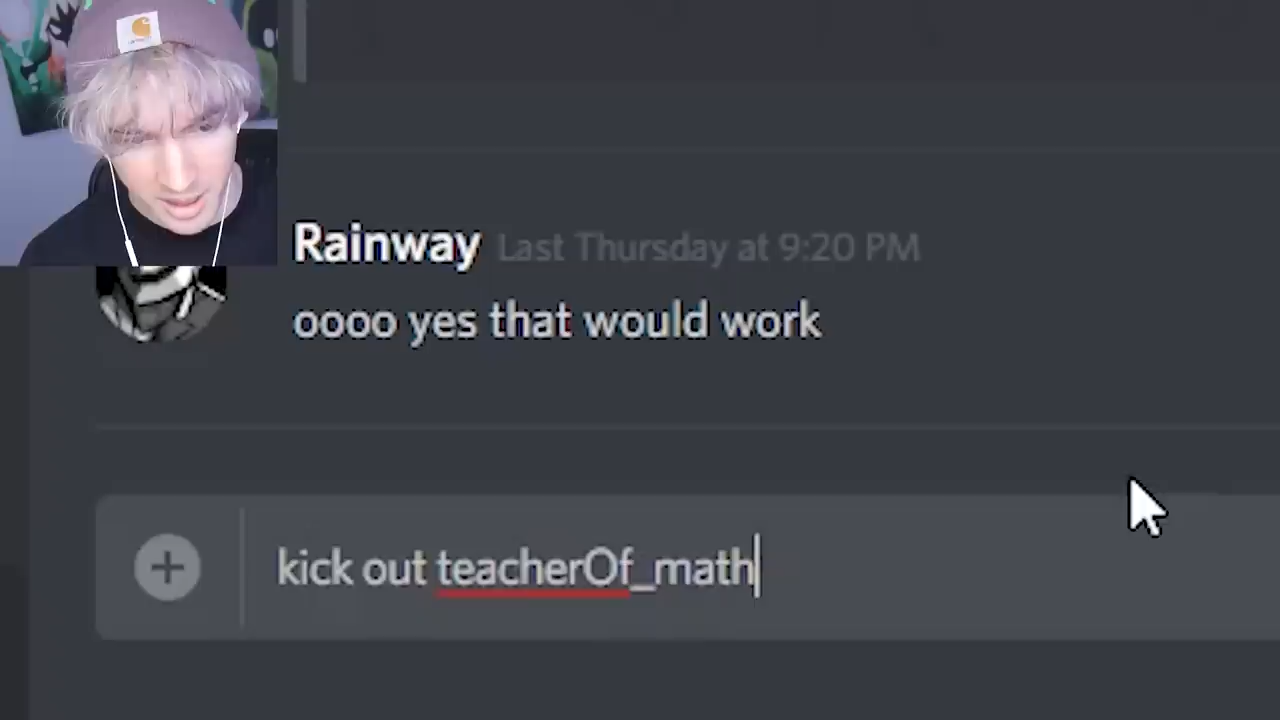 Rainway Last Thursday at 9:20 PM
oooo yes that would work
kick out teacherOf_math